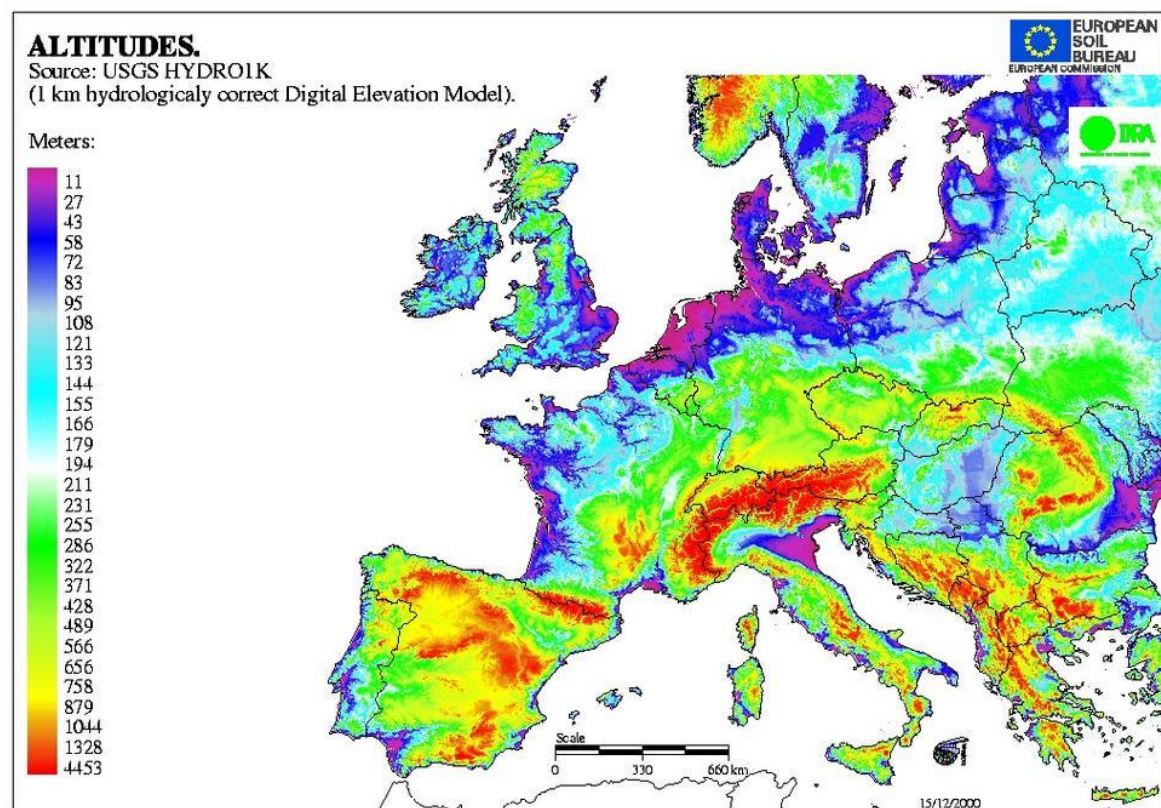 ALTITUDES.
Source: USGS HYDRO1K
(1 km hydrologicaly correct Digital Elevation Model).
EUROPEAN
SOIL
BUREAU
EUROPEAN COMMISSION
INRA
Meters:
11
27
43
58
72
83
95
108
121
133
144
155
166
179
194
211
231
255
286
322
371
428
489
566
656
758
879
1044
1328
4453
Scale
0 330 660 km
15/12/2000